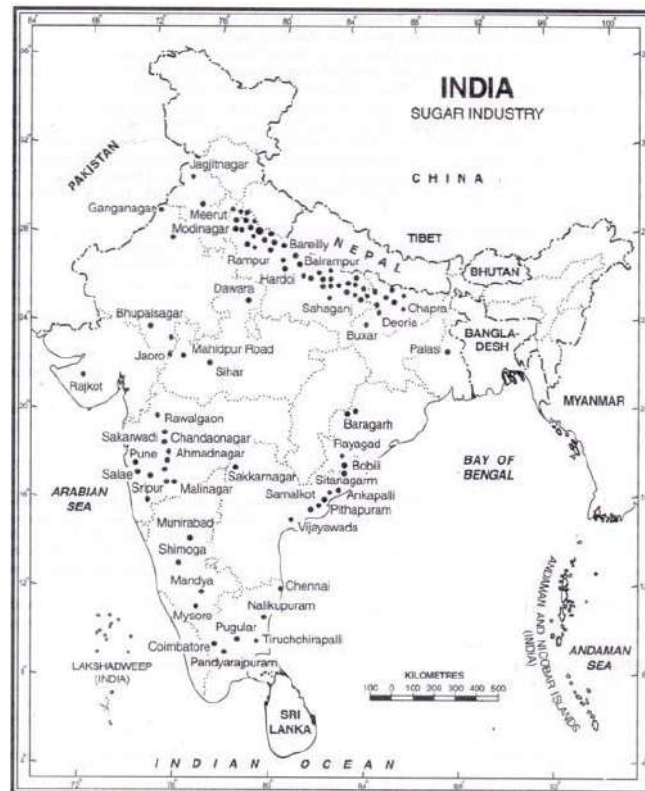 INDIA
SUGAR INDUSTRY
PAKISTAN
CHINA
Jagjitnagar
Ganganagar
Meerut
Modinagar
NEPAL
TIBET
Bareilly
Rampur
Balrampur
BHUTAN
Hardoi
Dawara
Sahaganj
Chapra
Deoria
Bhupalsagar
Buxar
BANGLA-
DESH
Palasi
Jaoro
Mahidpur Road
Sihar
Rajkot
MYANMAR
Rawalgaon
Baragarh
Sakarwadi
Chandaonagar
Rayagad
Pune
Ahmadnagar
Bobili
BAY OF
BENGAL
Salae
Sakkarnagar
Sitanagarm
ARABIAN
SEA
Sripur
Malinagar
Samalkot
Ankapalli
Pithapuram
Munirabad
Vijayawada
Shimoga
Mandya
Chennai
Mysore
Nalikupuram
Pugular
Coimbatore
Tiruchchirapalli
Pandyarajpuram
LAKSHADWEEP
(INDIA)
ANDAMAN AND NICOBAR ISLANDS
(INDIA)
ANDAMAN
SEA
KILOMETRES
100 0 100 200 300 400 500
SRI
LANKA
INDIAN OCEAN